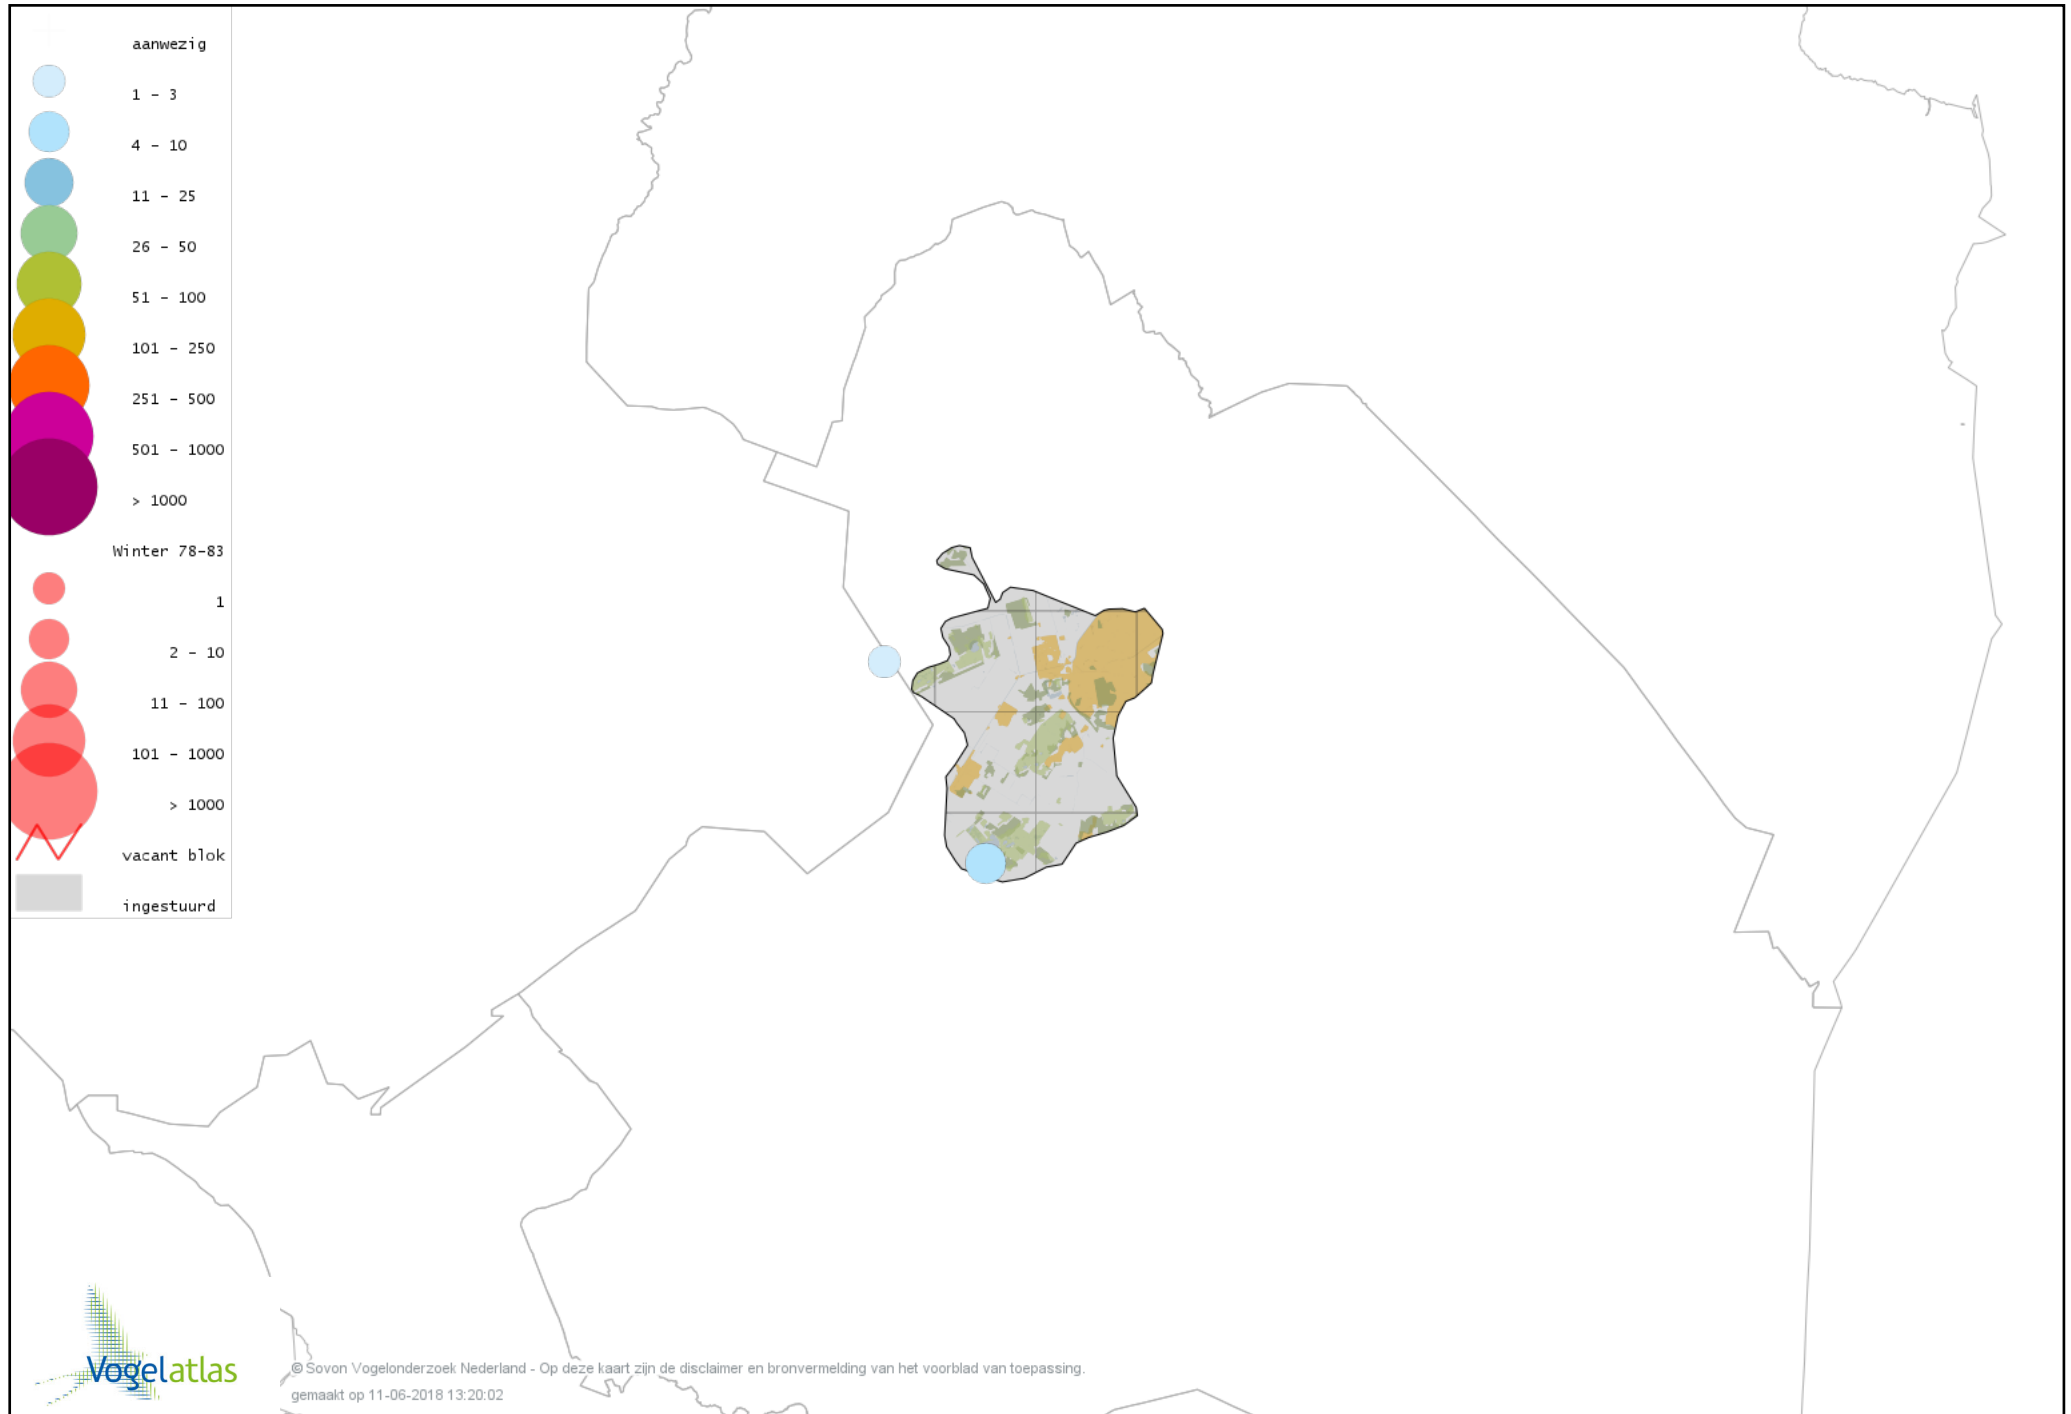 aanwezig
1 - 3
4 - 10
11 - 25
26 - 50
51 - 100
101 - 250
251 - 500
501 - 1000
> 1000
Winter 78-83
1
2 - 10
11 - 100
101 - 1000
> 1000
vacant blok
ingestuurd
Vogelatlas
© Sovon Vogelonderzoek Nederland - Op deze kaart zijn de disclaimer en bronvermelding van het voorblad van toepassing.
gemaakt op 11-06-2018 13:20:02